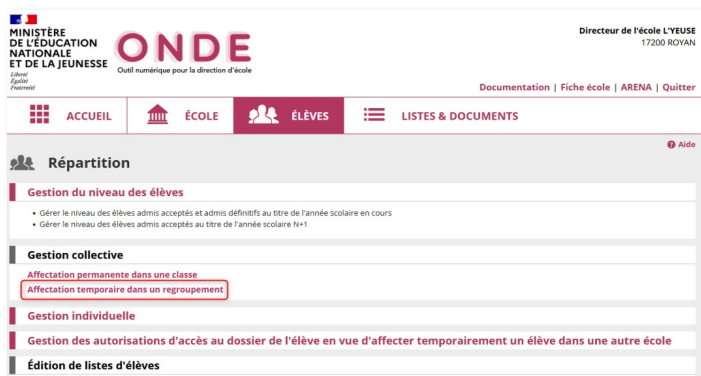 MINISTÈRE
DE L'ÉDUCATION
NATIONALE
ET DE LA JEUNESSE
Liberté
Égalité
Fraternité
ONDE
Outil numérique pour la direction d'école
Directeur de l'école L'YEUSE
17200 ROYAN
Documentation | Fiche école | ARENA | Quitter
ACCUEIL ÉCOLE ÉLÈVES LISTES & DOCUMENTS
Aide
Répartition
Gestion du niveau des élèves
• Gérer le niveau des élèves admis acceptés et admis définitifs au titre de l'année scolaire en cours
• Gérer le niveau des élèves admis acceptés au titre de l'année scolaire N+1
Gestion collective
Affectation permanente dans une classe
Affectation temporaire dans un regroupement
Gestion individuelle
Gestion des autorisations d'accès au dossier de l'élève en vue d'affecter temporairement un élève dans une autre école
Édition de listes d'élèves